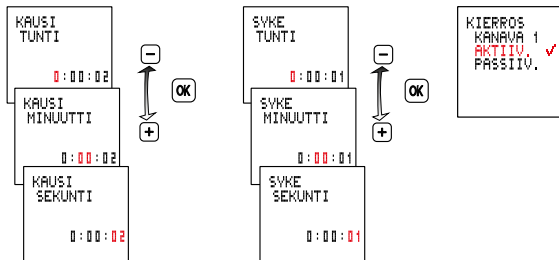 KAUSI
TUNTI
0:00:02
KAUSI
MINUUTTI
0:00:02
KAUSI
SEKUNTI
0:00:02
−
OK
+
SYKE
TUNTI
0:00:01
SYKE
MINUUTTI
0:00:01
SYKE
SEKUNTI
0:00:01
−
OK
+
KIERROS
KANAVA 1
AKTIIV. ✓
PASSIIV.